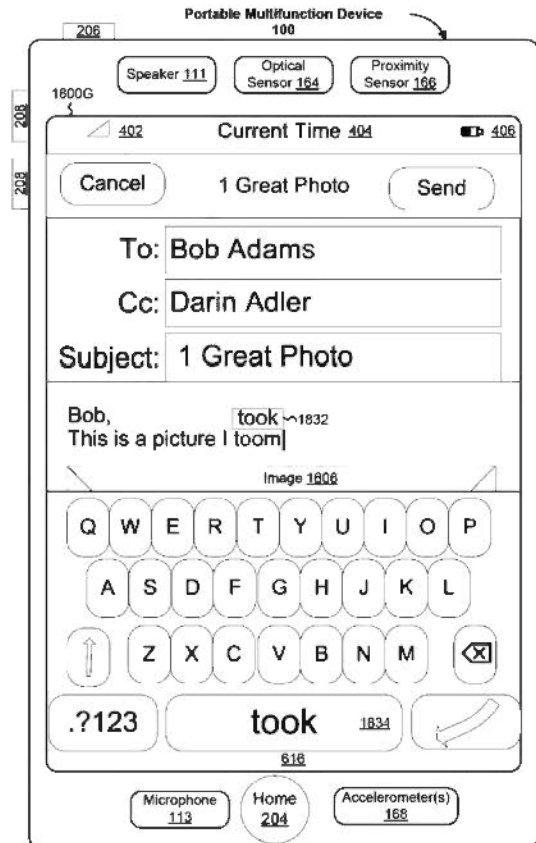 Portable Multifunction Device
206
100
Speaker 111
Optical
Sensor 164
Proximity
Sensor 166
1800G
208
208
402
Current Time 404
406
Cancel
1 Great Photo
Send
To: Bob Adams
Cc: Darin Adler
Subject: 1 Great Photo
Bob,
took
1832
This is a picture I toom
Image 1606
Q W E R T Y U I O P
A S D F G H J K L
Z X C V B N M
.?123
took 1834
616
Microphone
113
Home
204
Accelerometer(s)
168